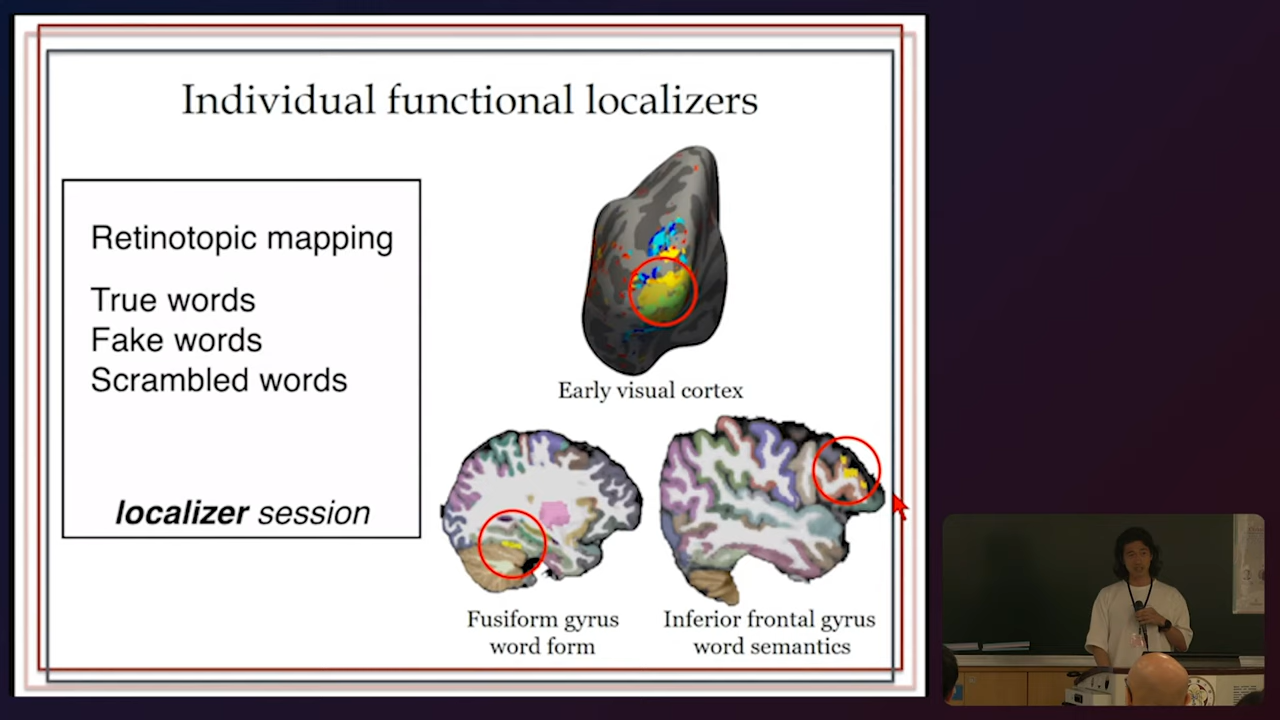 Individual functional localizers
Retinotopic mapping
True words
Fake words
Scrambled words
localizer session
Early visual cortex
Fusiform gyrus
word form
Inferior frontal gyrus
word semantics